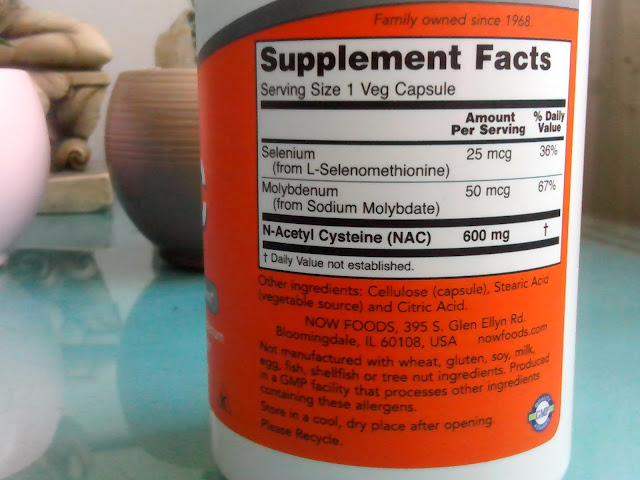 Family owned since 1968
Supplement Facts
Serving Size 1 Veg Capsule
Amount Per Serving % Daily Value
Selenium 25 mcg 36%
(from L-Selenomethionine)
Molybdenum 50 mcg 67%
(from Sodium Molybdate)
N-Acetyl Cysteine (NAC) 600 mg †
† Daily Value not established.
Other ingredients: Cellulose (capsule), Stearic Acid
(vegetable source) and Citric Acid.
NOW FOODS, 395 S. Glen Ellyn Rd.
Bloomingdale, IL 60108, USA nowfoods.com
Not manufactured with wheat, gluten, soy, milk,
egg, fish, shellfish or tree nut ingredients. Produced
in a GMP facility that processes other ingredients
containing these allergens.
Store in a cool, dry place after opening.
Please Recycle.
GMP